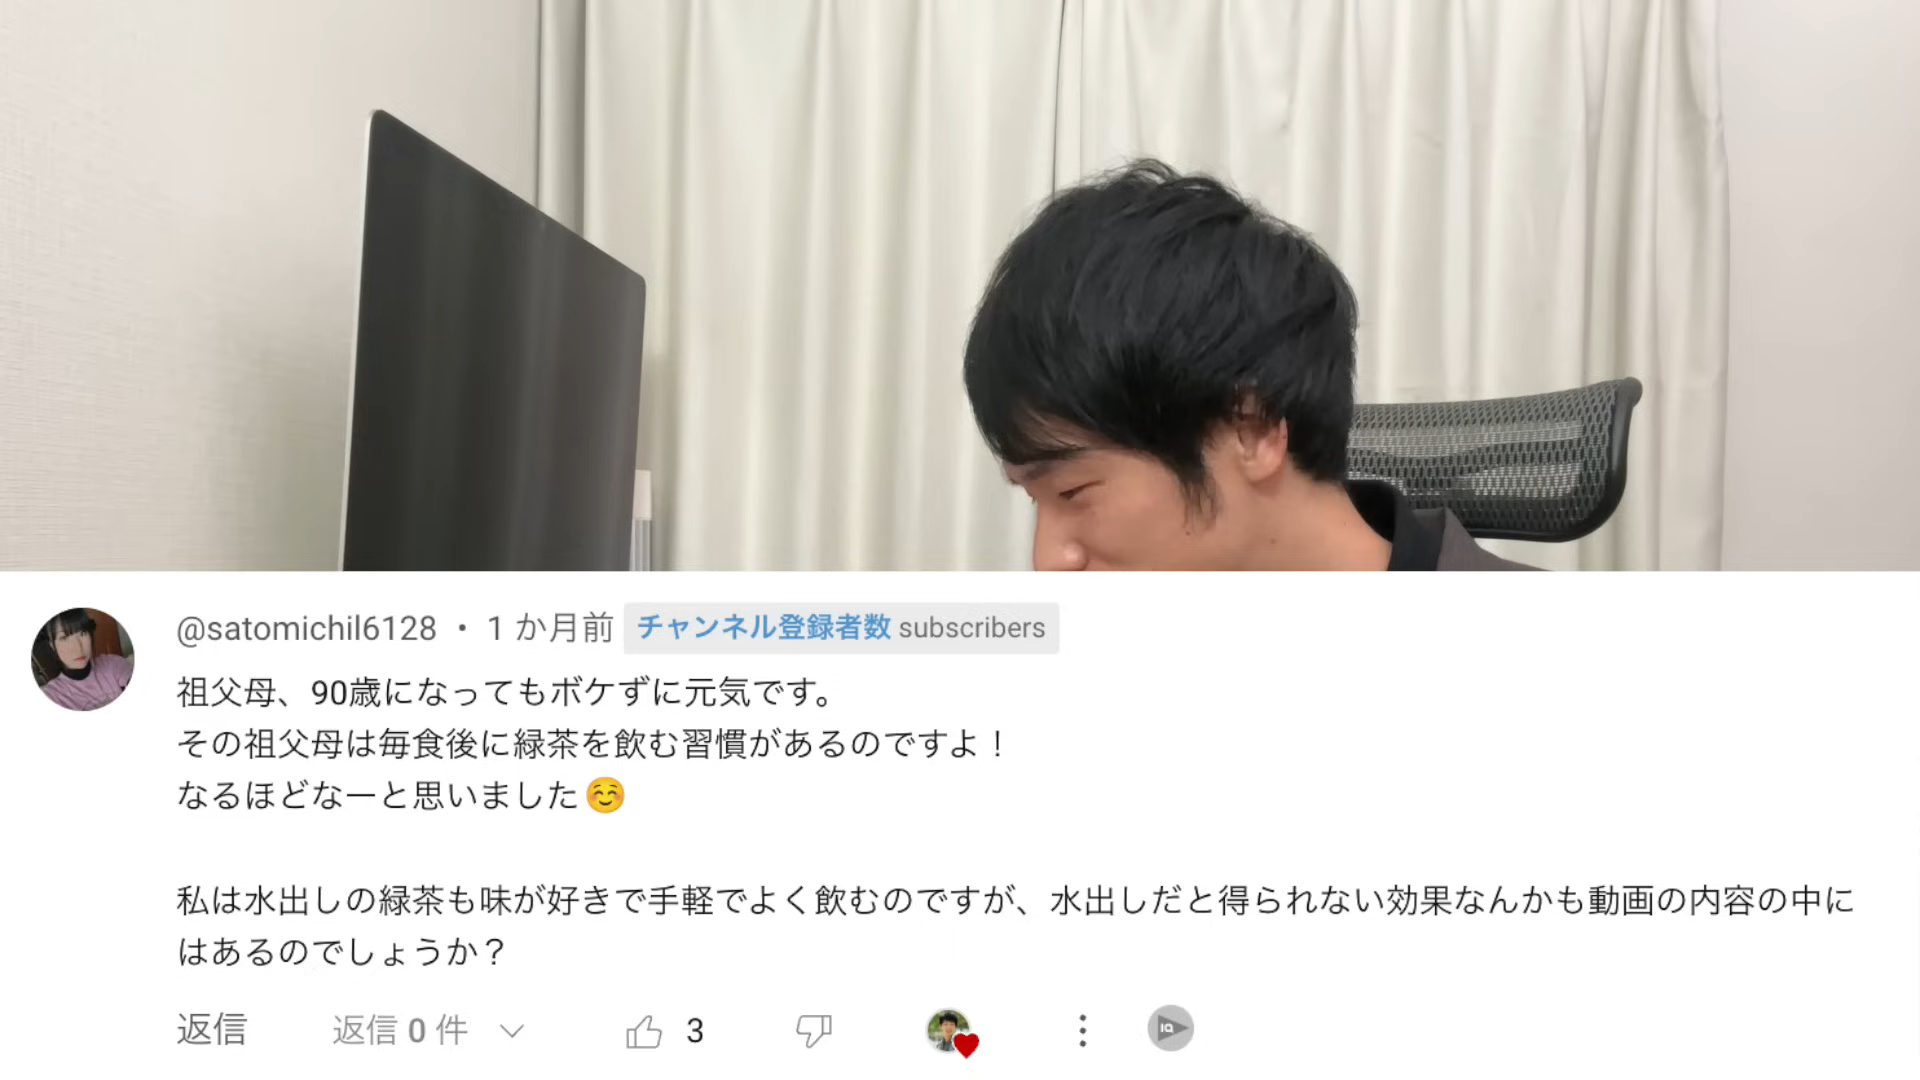 @satomichil6128 • 1 か月前 チャンネル登録者数 subscribers
祖父母、90歳になってもボケずに元気です。
その祖父母は毎食後に緑茶を飲む習慣があるのですよ！
なるほどなーと思いました☺️
私は水出しの緑茶も味が好きで手軽でよく飲むのですが、水出しだと得られない効果なんかも動画の内容の中に
はあるのでしょうか？
返信 返信 0 件 3 IQ